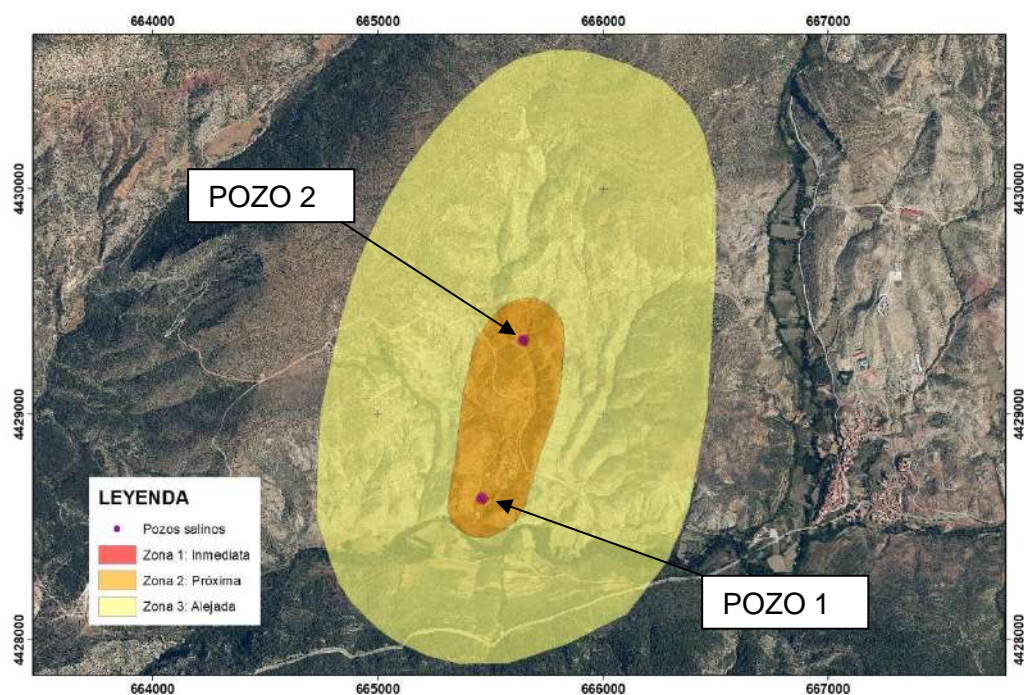 664000 665000 666000 667000
4430000 4430000
POZO 2
4429000 4429000
LEYENDA
Pozos salinos
Zona 1: Inmediata
Zona 2: Próxima
Zona 3: Alejada
POZO 1
4428000 4428000
664000 665000 666000 667000